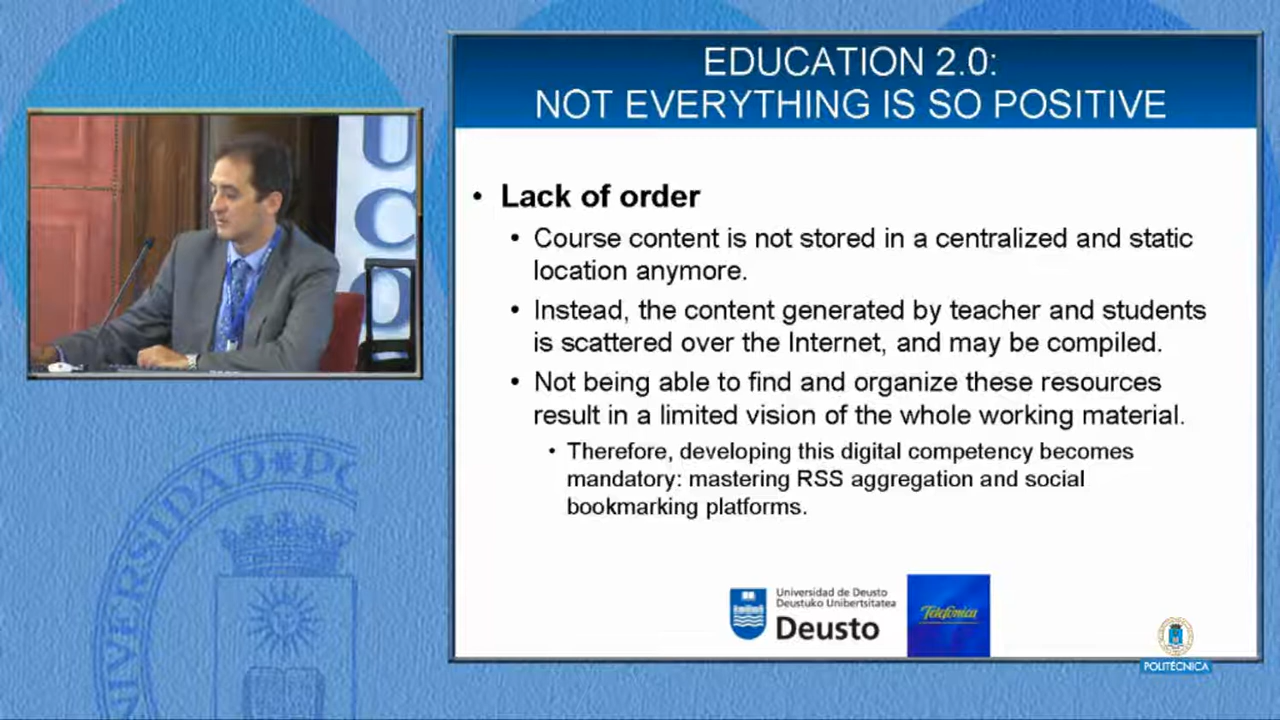 EDUCATION 2.0:
NOT EVERYTHING IS SO POSITIVE
• Lack of order
• Course content is not stored in a centralized and static
location anymore.
• Instead, the content generated by teacher and students
is scattered over the Internet, and may be compiled.
• Not being able to find and organize these resources
result in a limited vision of the whole working material.
• Therefore, developing this digital competency becomes
mandatory: mastering RSS aggregation and social
bookmarking platforms.
Universidad de Deusto
Deustuko Unibertsitatea
Deusto
Telefónica
POLITÉCNICA
U
C
UNIVERSIDAD PO